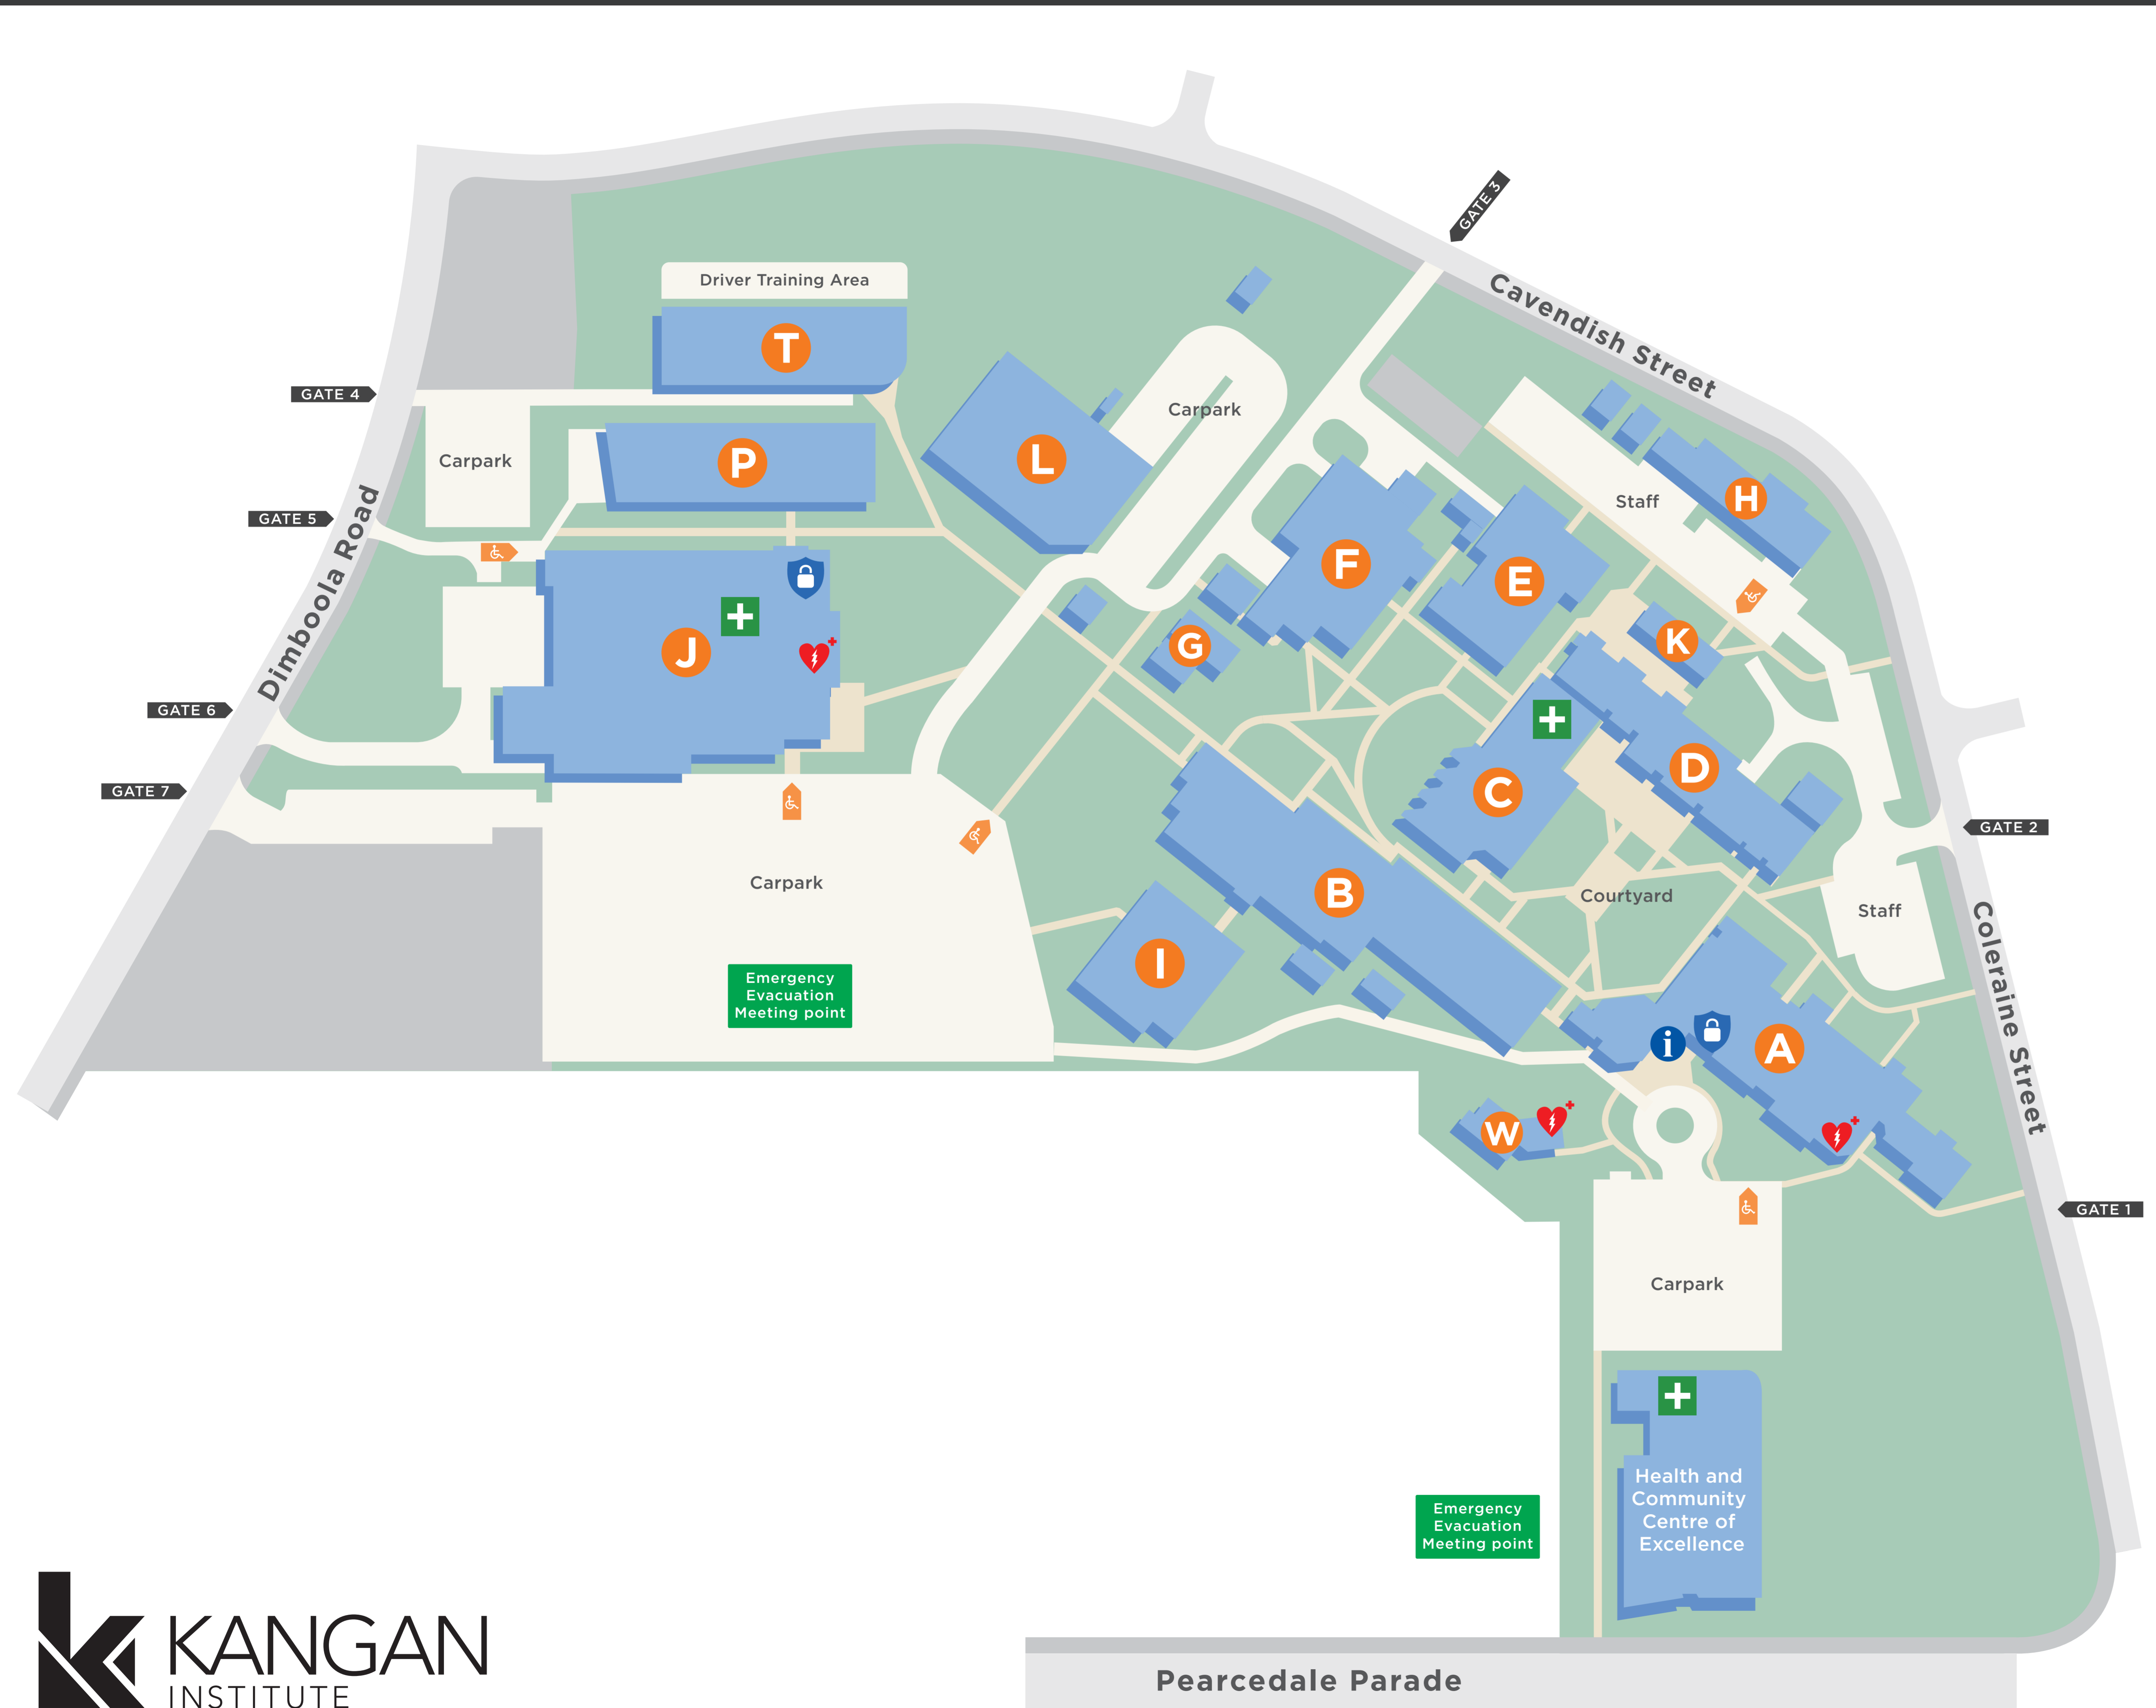 GATE 3
Cavendish Street
Driver Training Area
T
GATE 4
Carpark
Carpark
P
L
H
Staff
GATE 5
Dimboola Road
F
E
J
G
K
GATE 6
D
C
GATE 7
GATE 2
Carpark
B
Courtyard
Staff
Coleraine Street
I
Emergency
Evacuation
Meeting point
i
A
W
GATE 1
Carpark
Health and
Community
Centre of
Excellence
Emergency
Evacuation
Meeting point
KANGAN
INSTITUTE
Pearcedale Parade